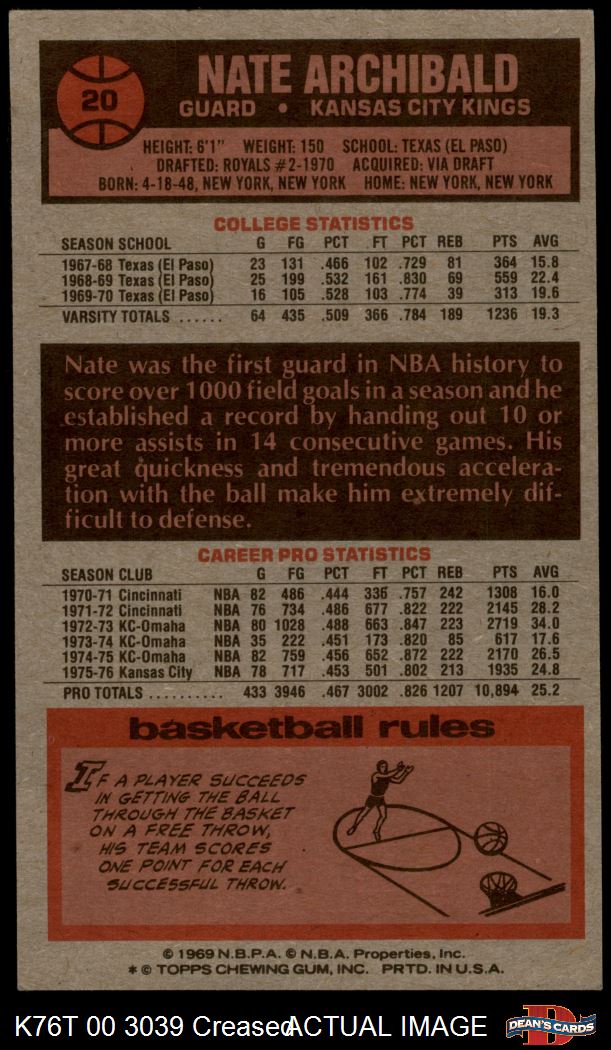 20
NATE ARCHIBALD
GUARD • KANSAS CITY KINGS
HEIGHT: 6'1" WEIGHT: 150 SCHOOL: TEXAS (EL PASO)
DRAFTED: ROYALS #2-1970 ACQUIRED: VIA DRAFT
BORN: 4-18-48, NEW YORK, NEW YORK HOME: NEW YORK, NEW YORK
COLLEGE STATISTICS
SEASON SCHOOL G FG PCT FT PCT REB PTS AVG
1967-68 Texas (El Paso) 23 131 .466 102 .729 81 364 15.8
1968-69 Texas (El Paso) 25 199 .532 161 .830 69 559 22.4
1969-70 Texas (El Paso) 16 105 .528 103 .774 39 313 19.6
VARSITY TOTALS ...... 64 435 .509 366 .784 189 1236 19.3
Nate was the first guard in NBA history to
score over 1000 field goals in a season and he
established a record by handing out 10 or
more assists in 14 consecutive games. His
great quickness and tremendous accelera-
tion with the ball make him extremely dif-
ficult to defense.
CAREER PRO STATISTICS
SEASON CLUB G FG PCT FT PCT REB PTS AVG
1970-71 Cincinnati NBA 82 486 .444 336 .757 242 1308 16.0
1971-72 Cincinnati NBA 76 734 .486 677 .822 222 2145 28.2
1972-73 KC-Omaha NBA 80 1028 .488 663 .847 223 2719 34.0
1973-74 KC-Omaha NBA 35 222 .451 173 .820 85 617 17.6
1974-75 KC-Omaha NBA 82 759 .456 652 .872 222 2170 26.5
1975-76 Kansas City NBA 78 717 .453 501 .802 213 1935 24.8
PRO TOTALS .......... 433 3946 .467 3002 .826 1207 10,894 25.2
basketball rules
IF A PLAYER SUCCEEDS
IN GETTING THE BALL
THROUGH THE BASKET
ON A FREE THROW,
HIS TEAM SCORES
ONE POINT FOR EACH
SUCCESSFUL THROW.
© 1969 N.B.P.A. © N.B.A. Properties, Inc.
* © TOPPS CHEWING GUM, INC. PRTD. IN U.S.A.
K76T 00 3039 Creased ACTUAL IMAGE
D
DEAN'S CARDS